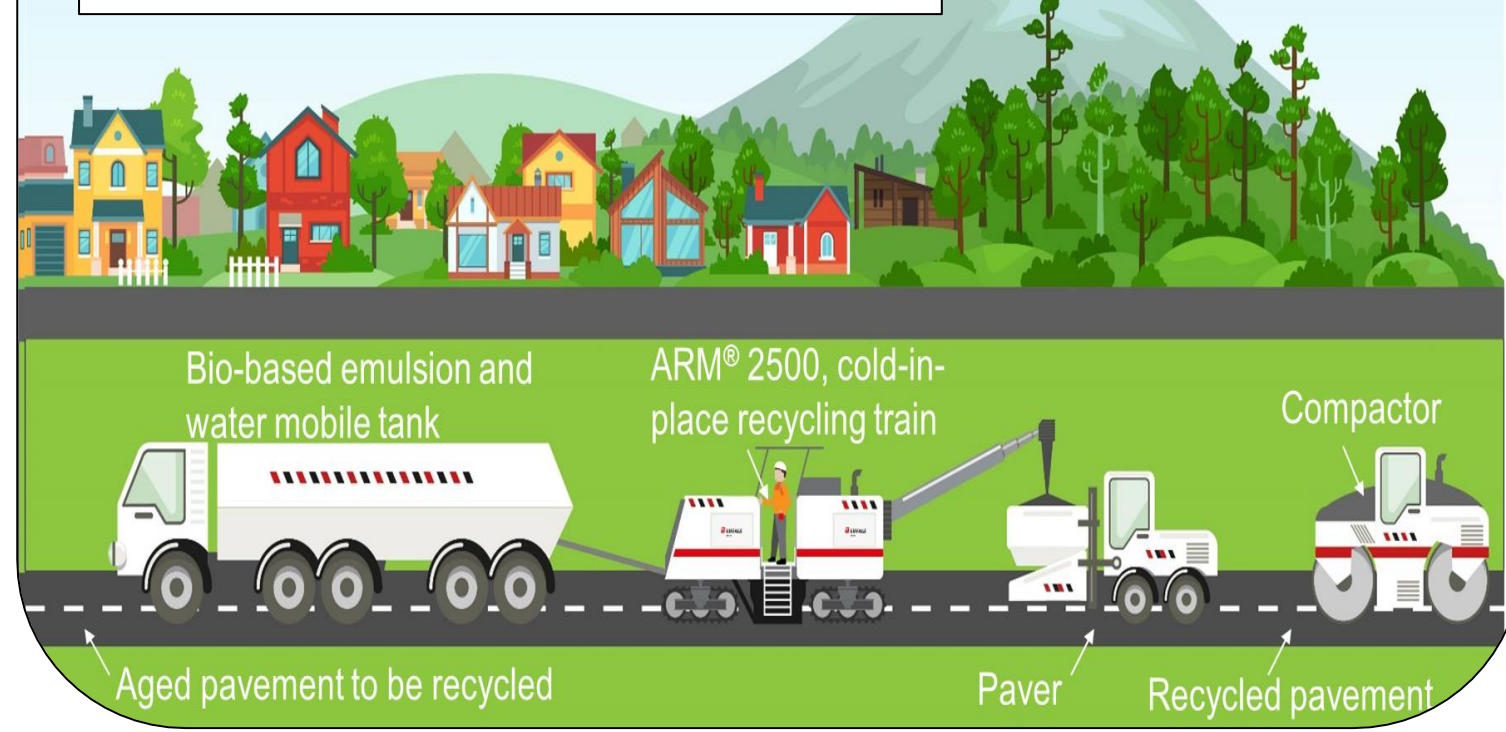 Bio-based emulsion and
water mobile tank
ARM® 2500, cold-in-
place recycling train
Compactor
Aged pavement to be recycled
Paver
Recycled pavement